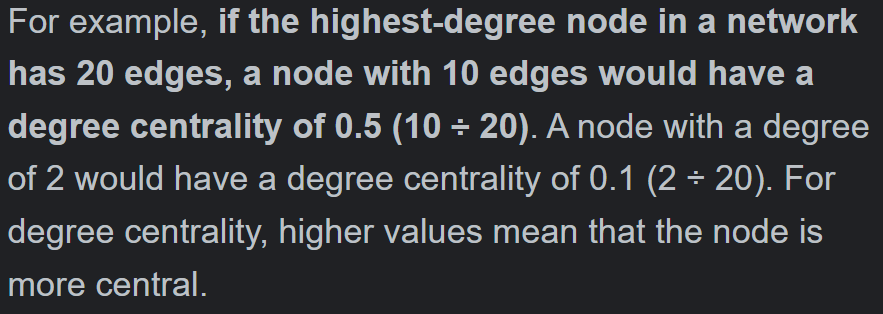 For example, if the highest-degree node in a network
has 20 edges, a node with 10 edges would have a
degree centrality of 0.5 (10 ÷ 20). A node with a degree
of 2 would have a degree centrality of 0.1 (2 ÷ 20). For
degree centrality, higher values mean that the node is
more central.